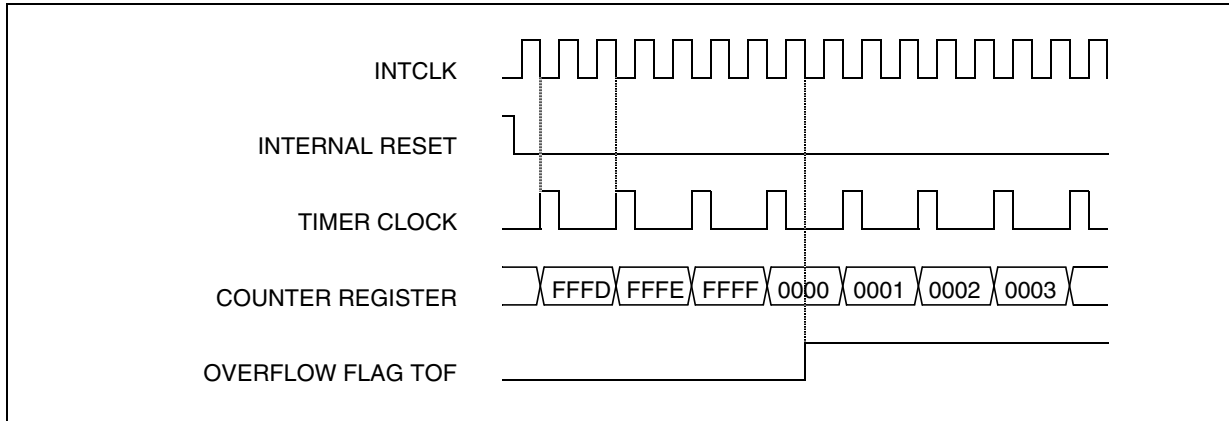 INTCLK
INTERNAL RESET
TIMER CLOCK
COUNTER REGISTER FFFD FFFE FFFF 0000 0001 0002 0003
OVERFLOW FLAG TOF